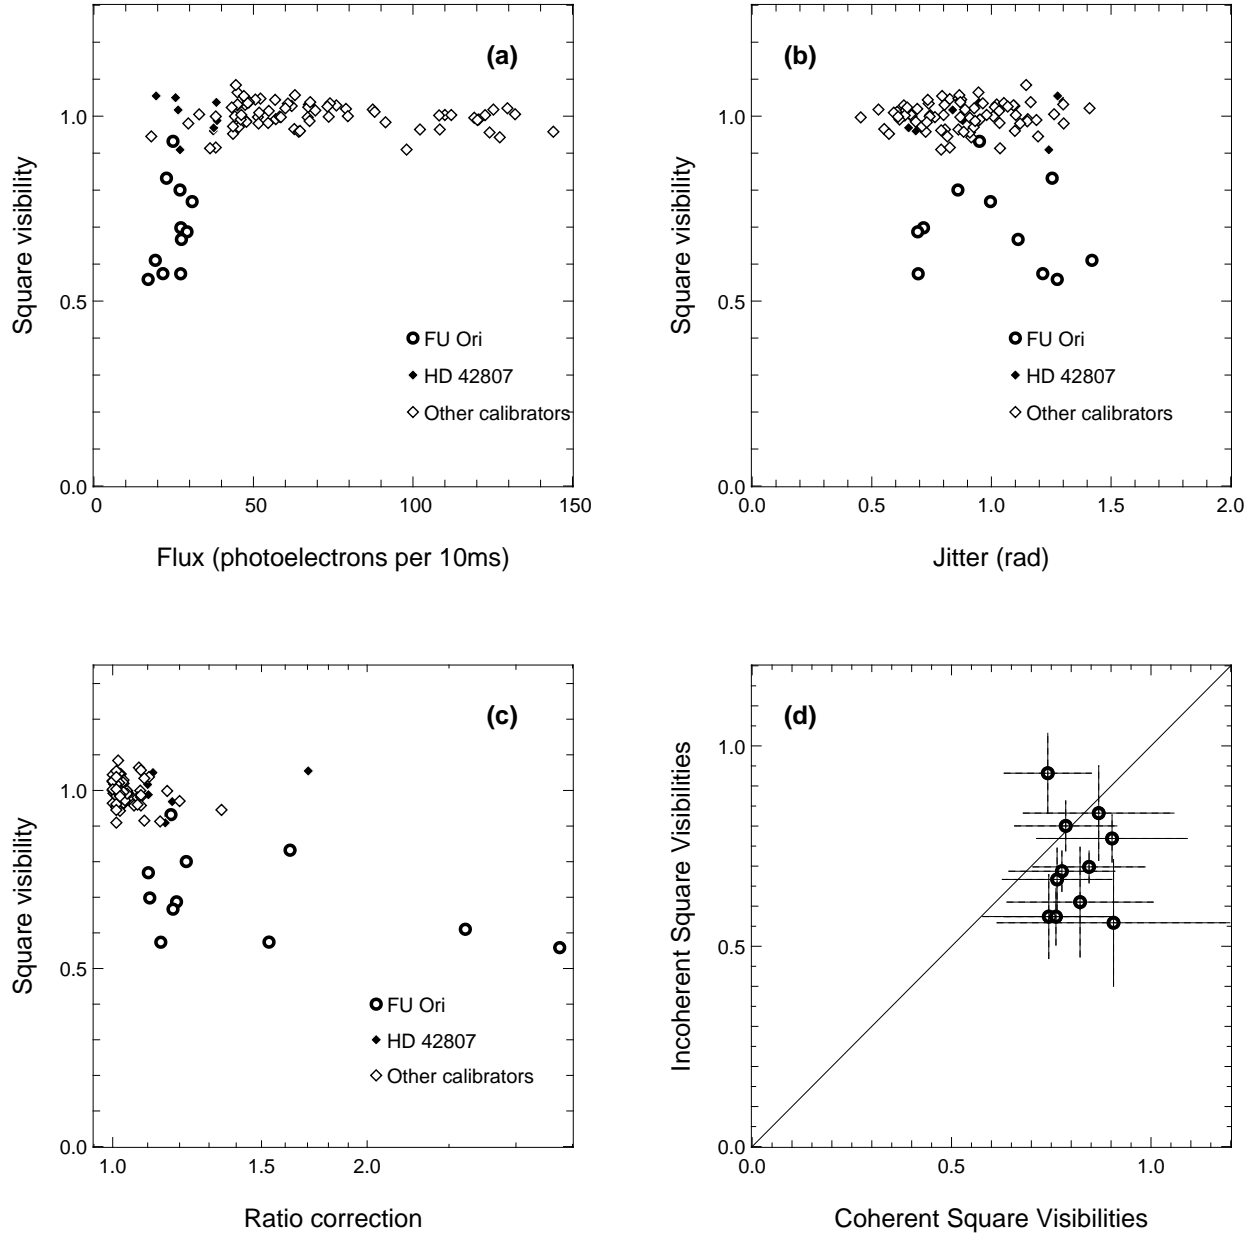 (a)
Square visibility
1.0
0.5
0.0
FU Ori
HD 42807
Other calibrators
0 50 100 150
Flux (photoelectrons per 10ms)
(b)
Square visibility
1.0
0.5
0.0
FU Ori
HD 42807
Other calibrators
0.0 0.5 1.0 1.5 2.0
Jitter (rad)
(c)
Square visibility
1.0
0.5
0.0
FU Ori
HD 42807
Other calibrators
1.0 1.5 2.0
Ratio correction
(d)
Incoherent Square Visibilities
1.0
0.5
0.0
0.0 0.5 1.0
Coherent Square Visibilities